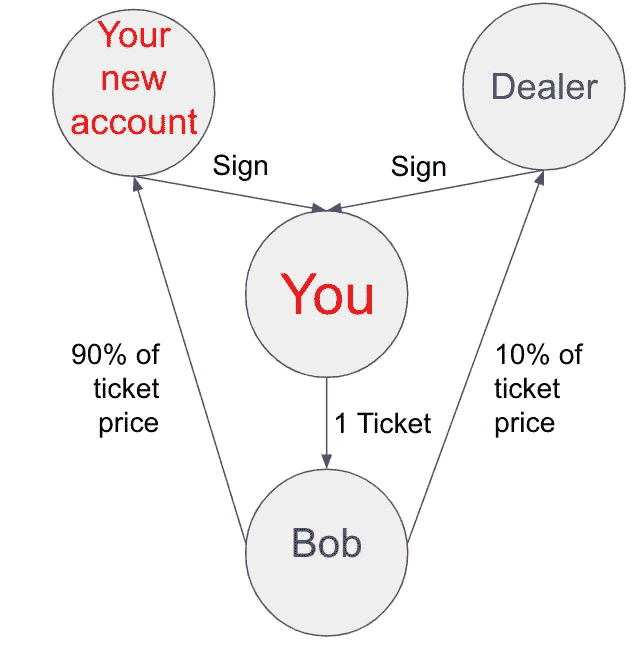 Your
new
account
Dealer
Sign
Sign
You
90% of
ticket
price
10% of
ticket
price
1 Ticket
Bob